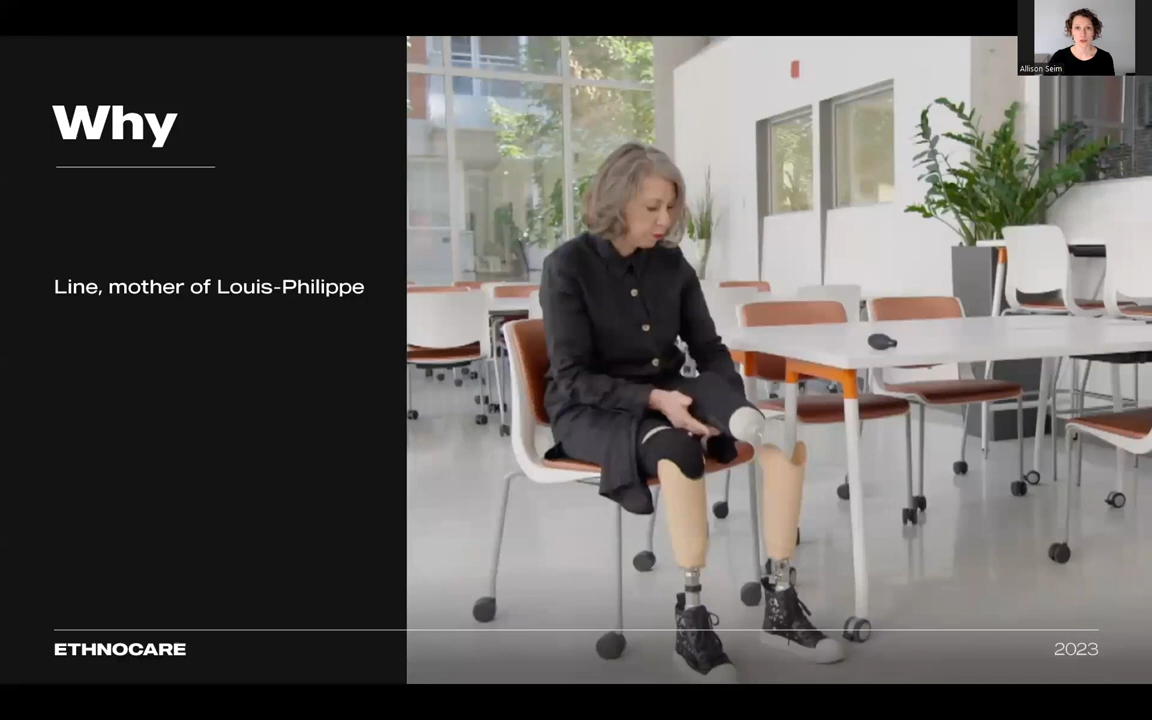 Allison Seim
Why
Line, mother of Louis-Philippe
ETHNOCARE
2023